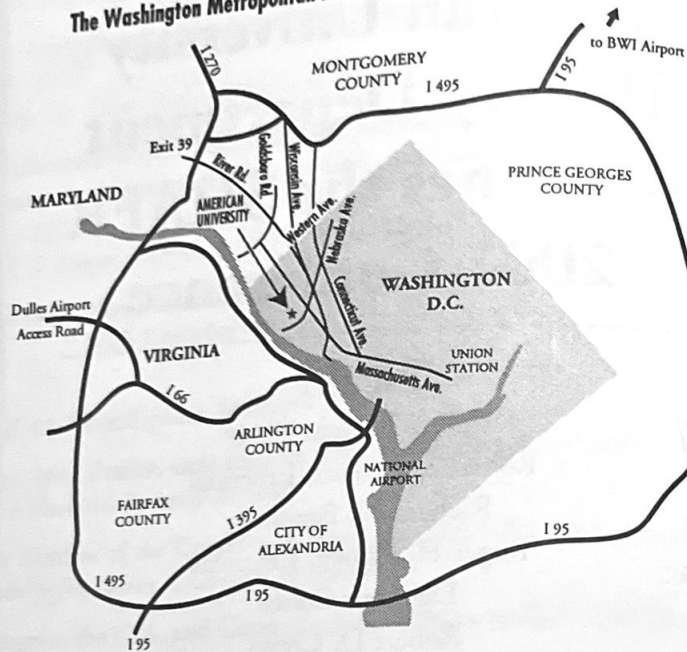 The Washington Metropolitan
to BWI Airport
I 270
MONTGOMERY
COUNTY
I 495
I 95
Exit 39
River Rd.
Goldsboro Rd.
Wisconsin Ave.
PRINCE GEORGES
COUNTY
MARYLAND
AMERICAN
UNIVERSITY
Western Ave.
Nebraska Ave.
WASHINGTON
D.C.
Connecticut Ave.
Dulles Airport
Access Road
VIRGINIA
UNION
STATION
Massachusetts Ave.
I 66
ARLINGTON
COUNTY
NATIONAL
AIRPORT
FAIRFAX
COUNTY
I 395
CITY OF
ALEXANDRIA
I 95
I 495
I 95
I 95